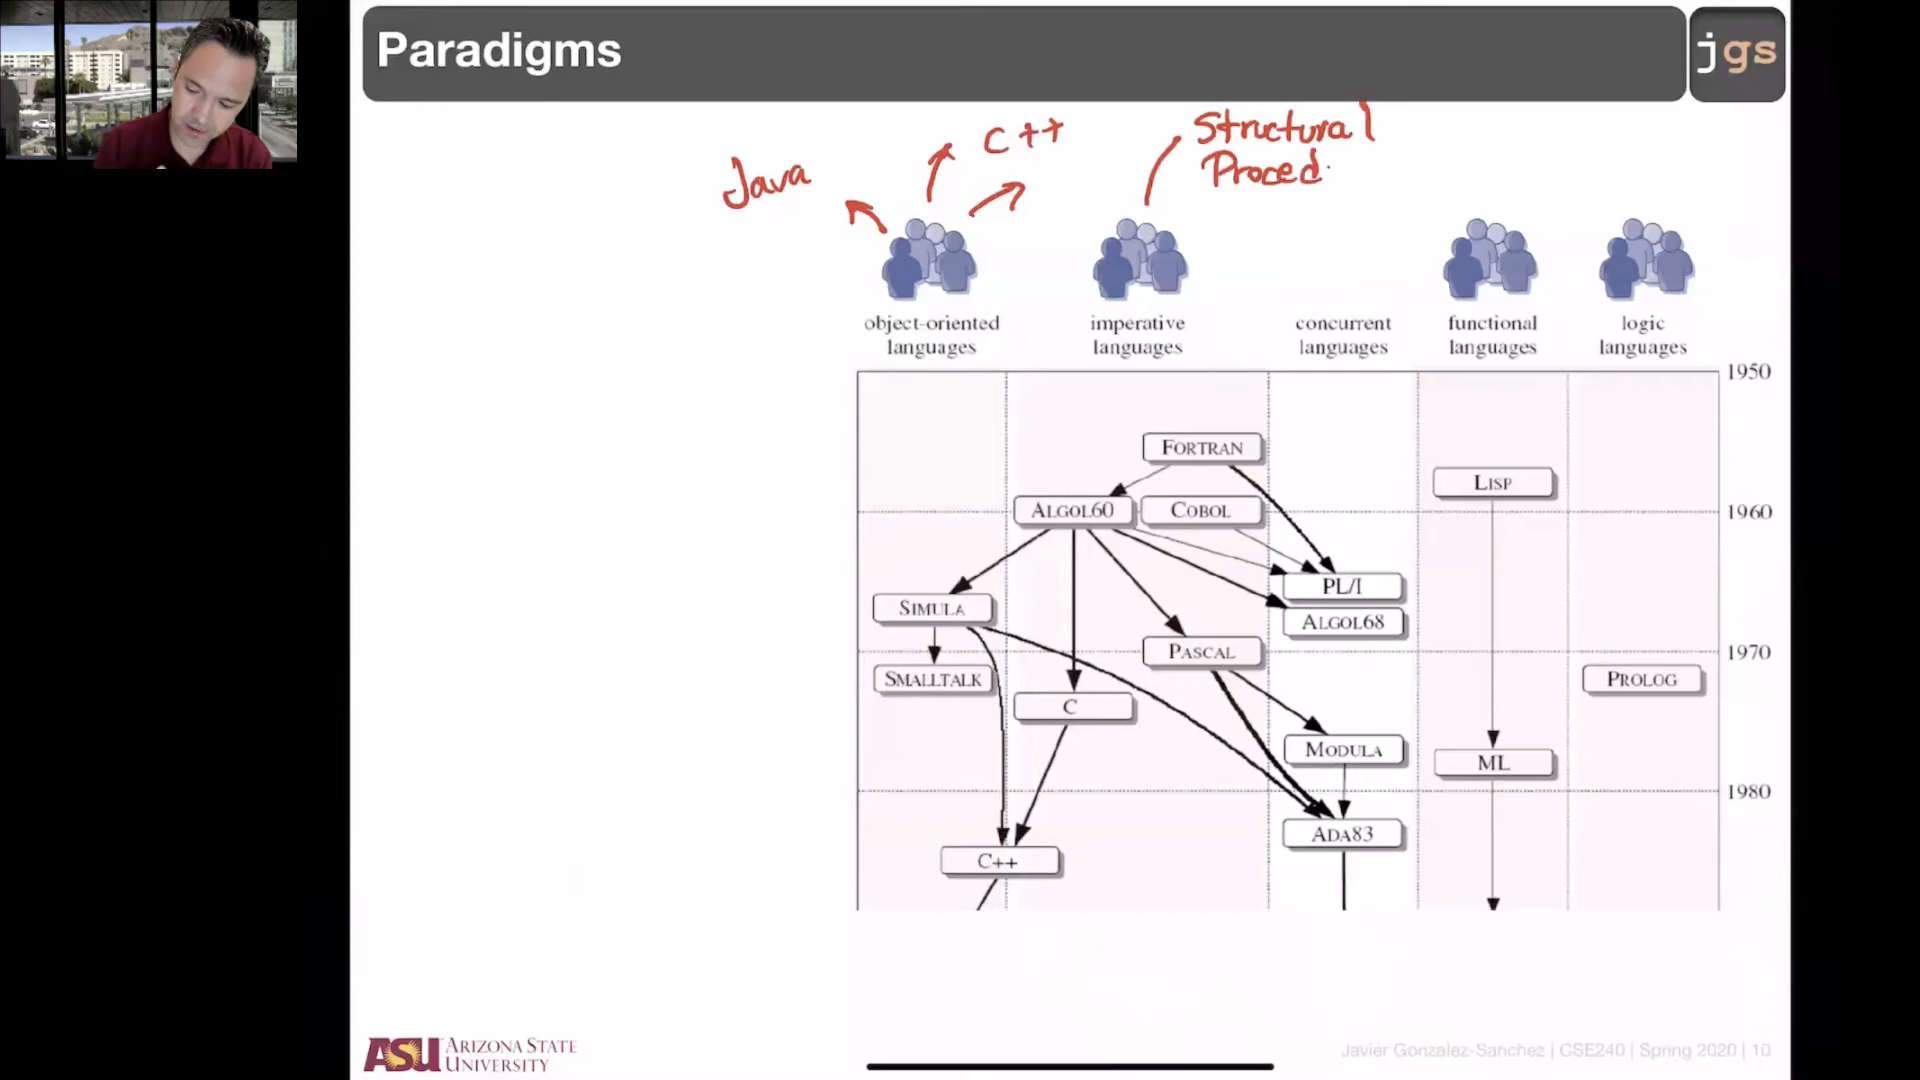 Paradigms
jgs
Structural
C++
Proced.
Java
object-oriented
languages
imperative
languages
concurrent
languages
functional
languages
logic
languages
1950
FORTRAN
LISP
ALGOL60
COBOL
1960
PL/I
SIMULA
ALGOL68
PASCAL
1970
SMALLTALK
PROLOG
C
MODULA
ML
1980
ADA83
C++
ASU ARIZONA STATE
UNIVERSITY
Javier Gonzalez-Sanchez | CSE240 | Spring 2020 | 10